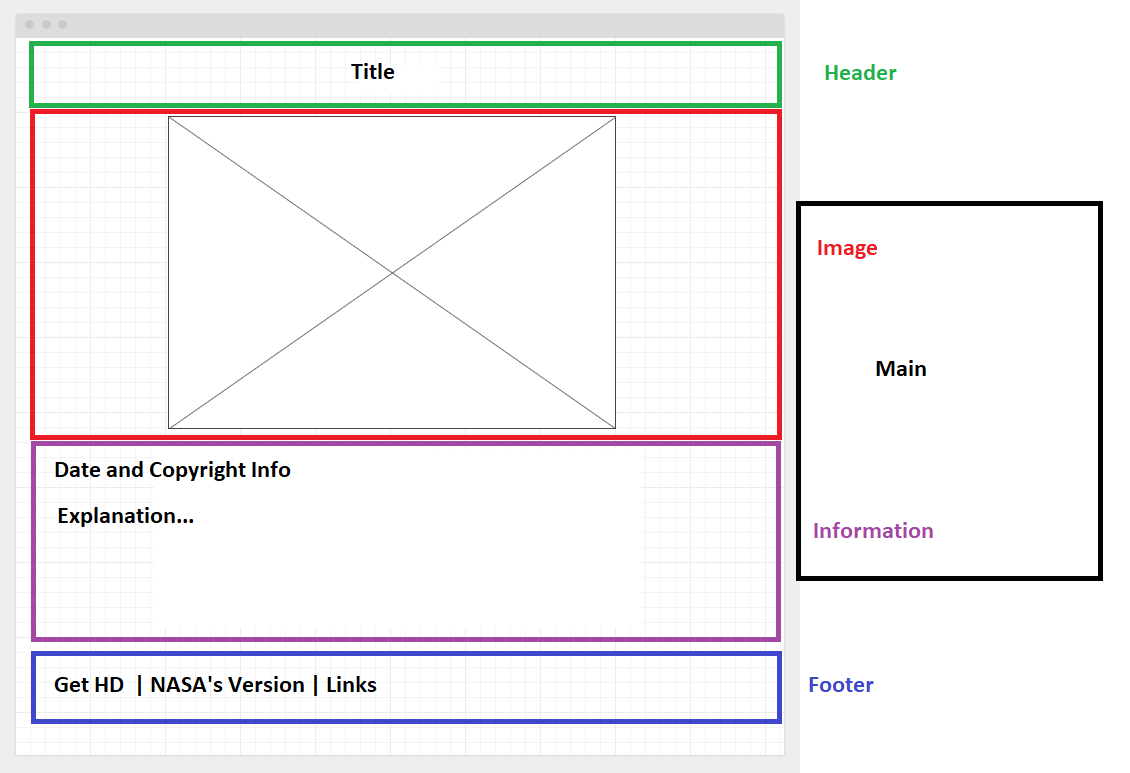 Title
Header
Image
Main
Date and Copyright Info
Explanation...
Information
Get HD | NASA's Version | Links
Footer